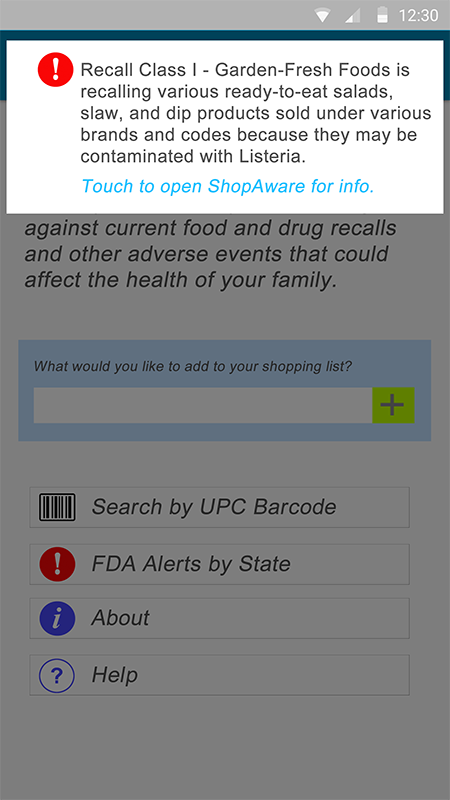 12:30
Recall Class I - Garden-Fresh Foods is
recalling various ready-to-eat salads,
slaw, and dip products sold under various
brands and codes because they may be
contaminated with Listeria.
Touch to open ShopAware for info.
against current food and drug recalls
and other adverse events that could
affect the health of your family.
What would you like to add to your shopping list?
Search by UPC Barcode
FDA Alerts by State
About
Help